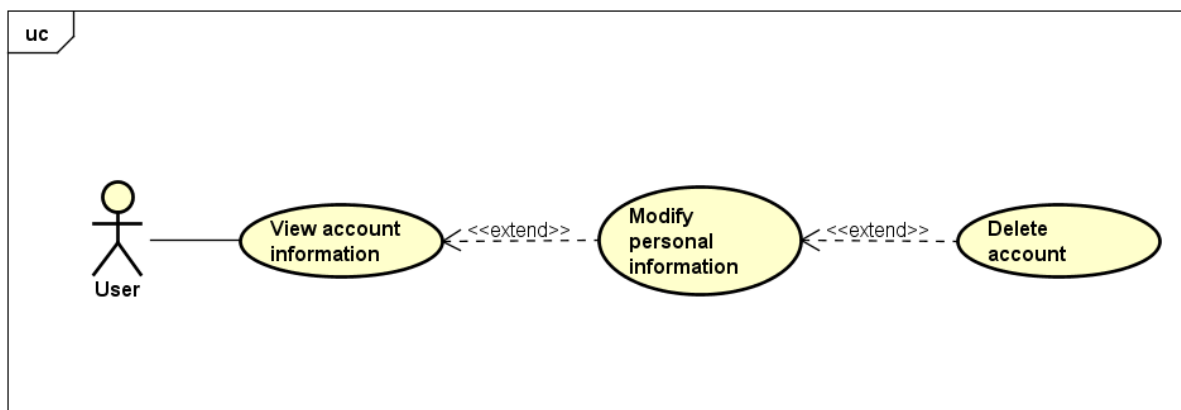 uc
User
View account
information
<<extend>>
Modify
personal
information
<<extend>>
Delete
account